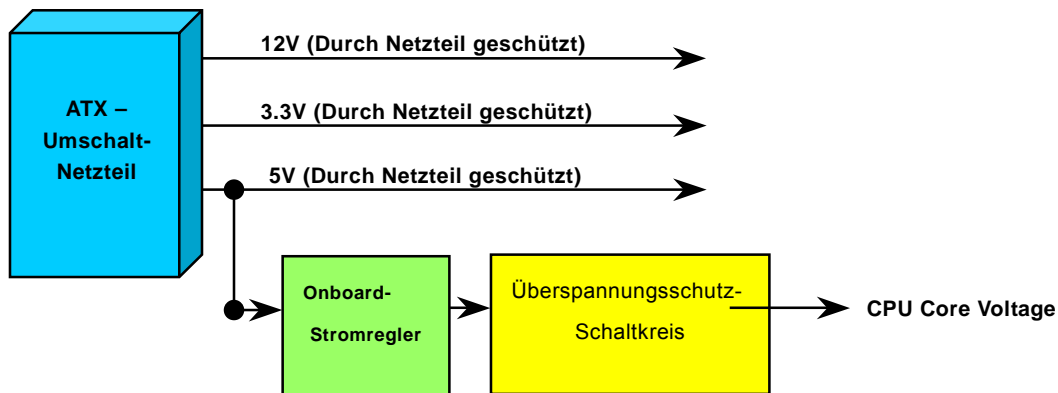 12V (Durch Netzteil geschützt)
ATX –
Umschalt-
Netzteil
3.3V (Durch Netzteil geschützt)
5V (Durch Netzteil geschützt)
Onboard-
Stromregler
Überspannungsschutz-
Schaltkreis
CPU Core Voltage